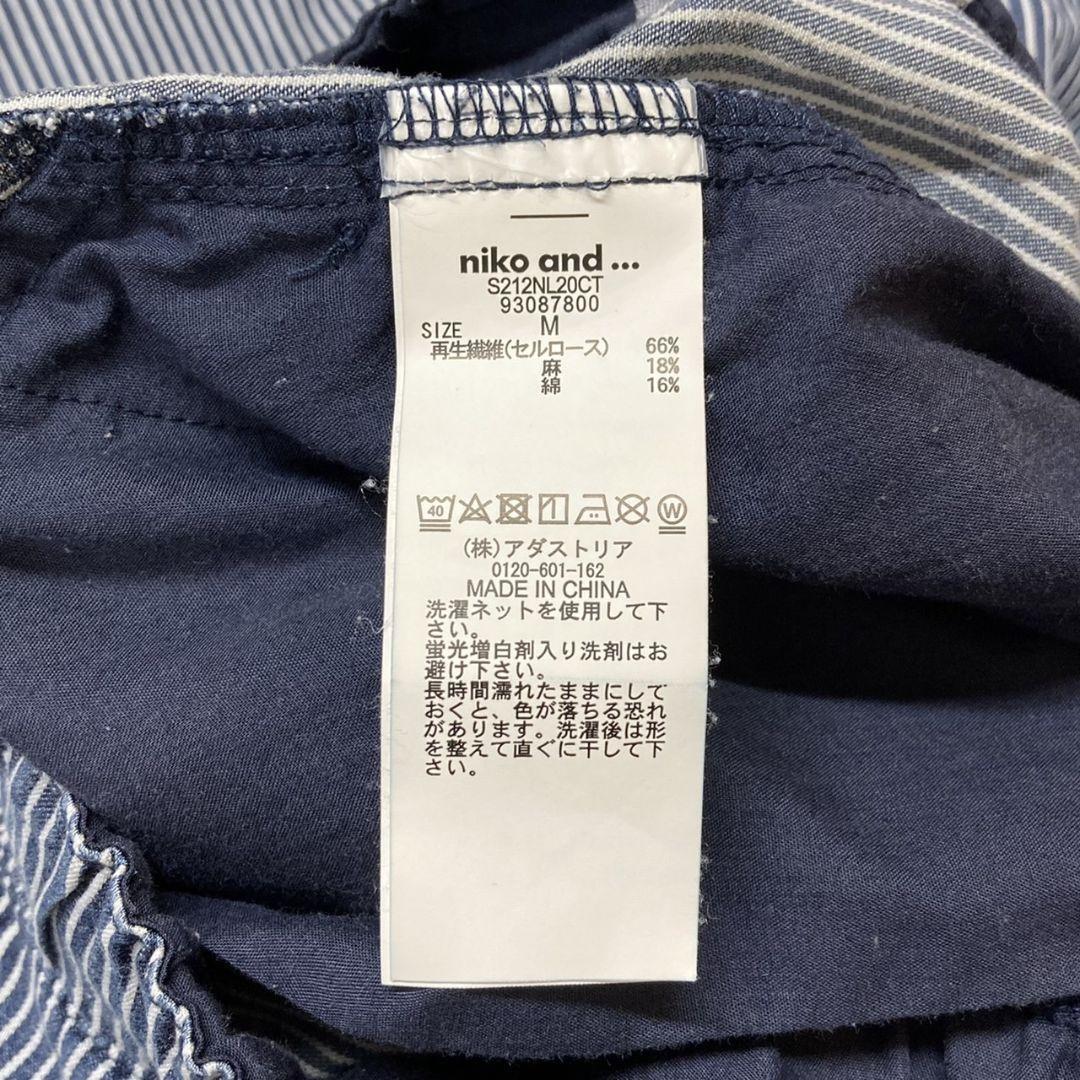 niko and ...
S212NL20CT
93087800
SIZE M
再生繊維(セルロース) 66%
麻 18%
綿 16%
40 W
(株)アダストリア
0120-601-162
MADE IN CHINA
洗濯ネットを使用して下
さい。
蛍光増白剤入り洗剤はお
避け下さい。
長時間濡れたままにして
おくと、色が落ちる恐れ
があります。洗濯後は形
を整えて直ぐに干して下
さい。